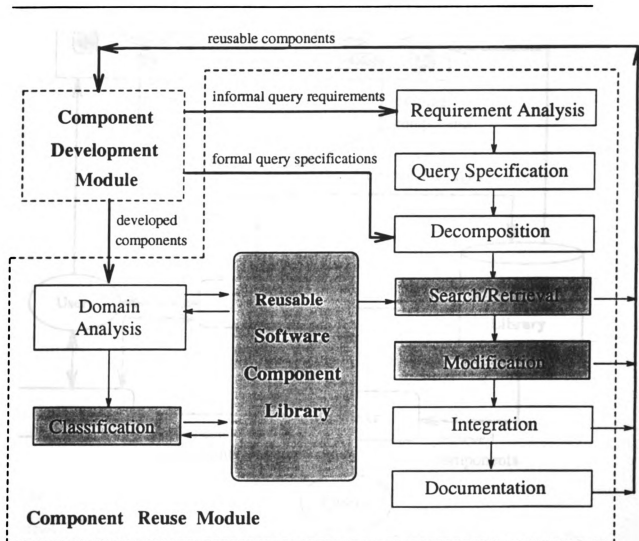 reusable components
Component
Development
Module
informal query requirements
Requirement Analysis
formal query specifications
Query Specification
developed
components
Decomposition
Domain
Analysis
Reusable
Software
Component
Library
Search/Retrieval
Modification
Classification
Integration
Documentation
Component Reuse Module